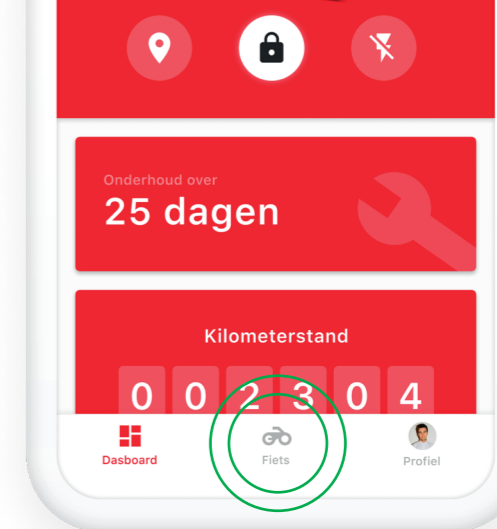 Onderhoud over
25 dagen
Kilometerstand
0 0 2 3 0 4
Dasboard Fiets Profiel